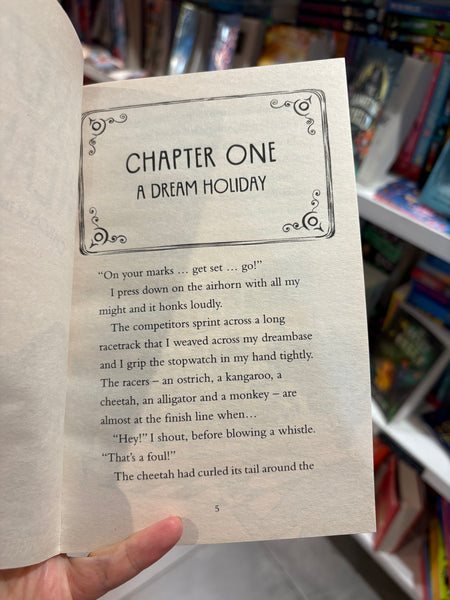 CHAPTER ONE
A DREAM HOLIDAY
“On your marks … get set … go!”
I press down on the airhorn with all my
might and it honks loudly.
The competitors sprint across a long
racetrack that I weaved across my dreambase
and I grip the stopwatch in my hand tightly.
The racers – an ostrich, a kangaroo, a
cheetah, an alligator and a monkey – are
almost at the finish line when…
“Hey!” I shout, before blowing a whistle.
“That’s a foul!”
The cheetah had curled its tail around the
5